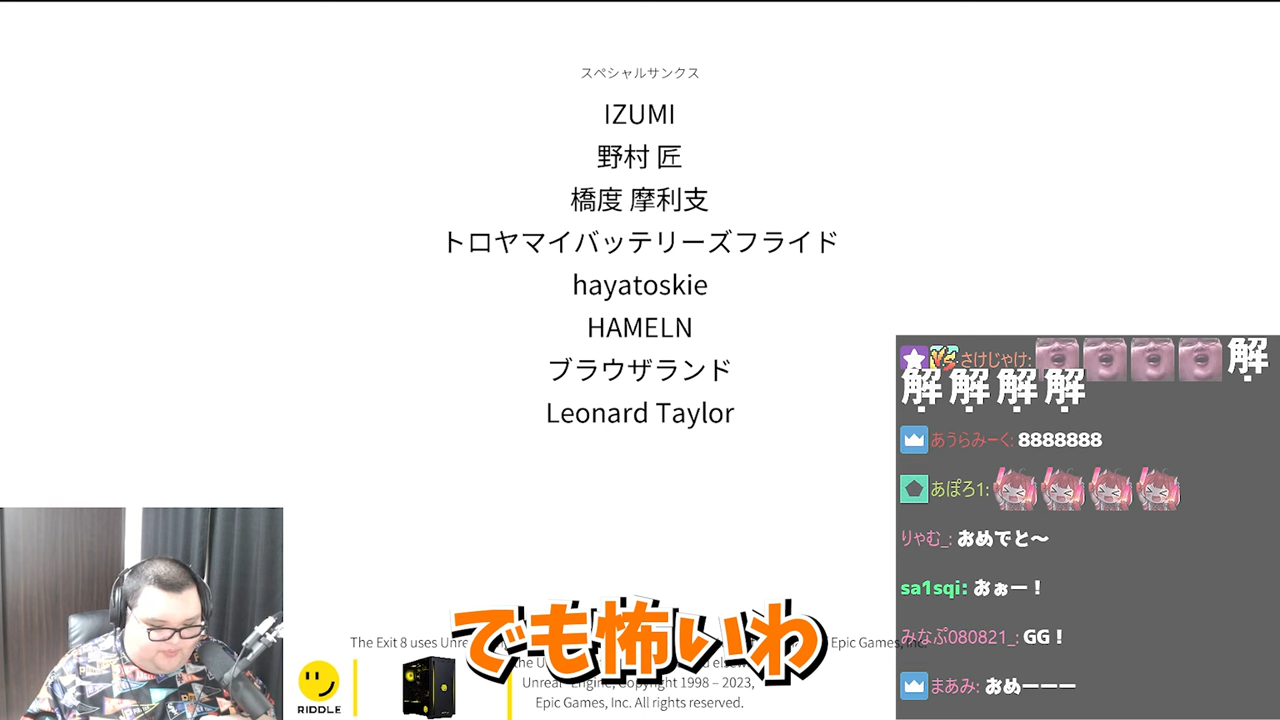 スペシャルサンクス
IZUMI
野村 匠
橋度 摩利支
トロヤマイバッテリーズフライド
hayatoskie
HAMELN
ブラウザランド
Leonard Taylor
VS さけじゃけ: 解
解解解解
あうらみーく: 8888888
あぽろ1:
りゃむ_: おめでと〜
sa1sqi: おぉー！
みなぷ080821_: GG！
まあみ: おめーーー
でも怖いわ
The Exit 8 uses Epic Games, Inc.
Engine, Copyright 1998 – 2023,
Epic Games, Inc. All rights reserved.
RIDDLE